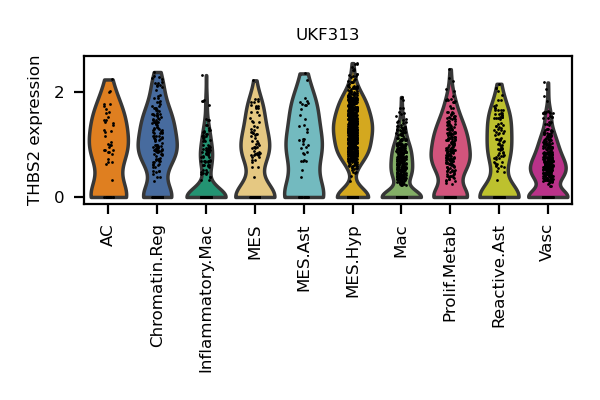 UKF313
THBS2 expression
2
0
AC
Chromatin.Reg
Inflammatory.Mac
MES
MES.Ast
MES.Hyp
Mac
Prolif.Metab
Reactive.Ast
Vasc